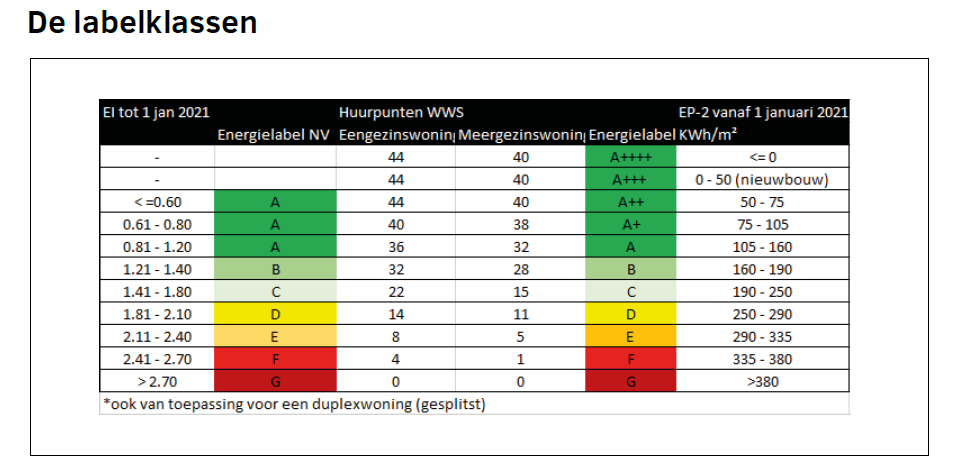 De labelklassen
EI tot 1 jan 2021 Huurpunten WWS EP-2 vanaf 1 januari 2021
Energielabel NV Eengezinswonin Meergezinswonin Energielabel KWh/m²
- 44 40 A++++ <= 0
- 44 40 A+++ 0 - 50 (nieuwbouw)
< =0.60 A 44 40 A++ 50 - 75
0.61 - 0.80 A 40 38 A+ 75 - 105
0.81 - 1.20 A 36 32 A 105 - 160
1.21 - 1.40 B 32 28 B 160 - 190
1.41 - 1.80 C 22 15 C 190 - 250
1.81 - 2.10 D 14 11 D 250 - 290
2.11 - 2.40 E 8 5 E 290 - 335
2.41 - 2.70 F 4 1 F 335 - 380
> 2.70 G 0 0 G >380
*ook van toepassing voor een duplexwoning (gesplitst)